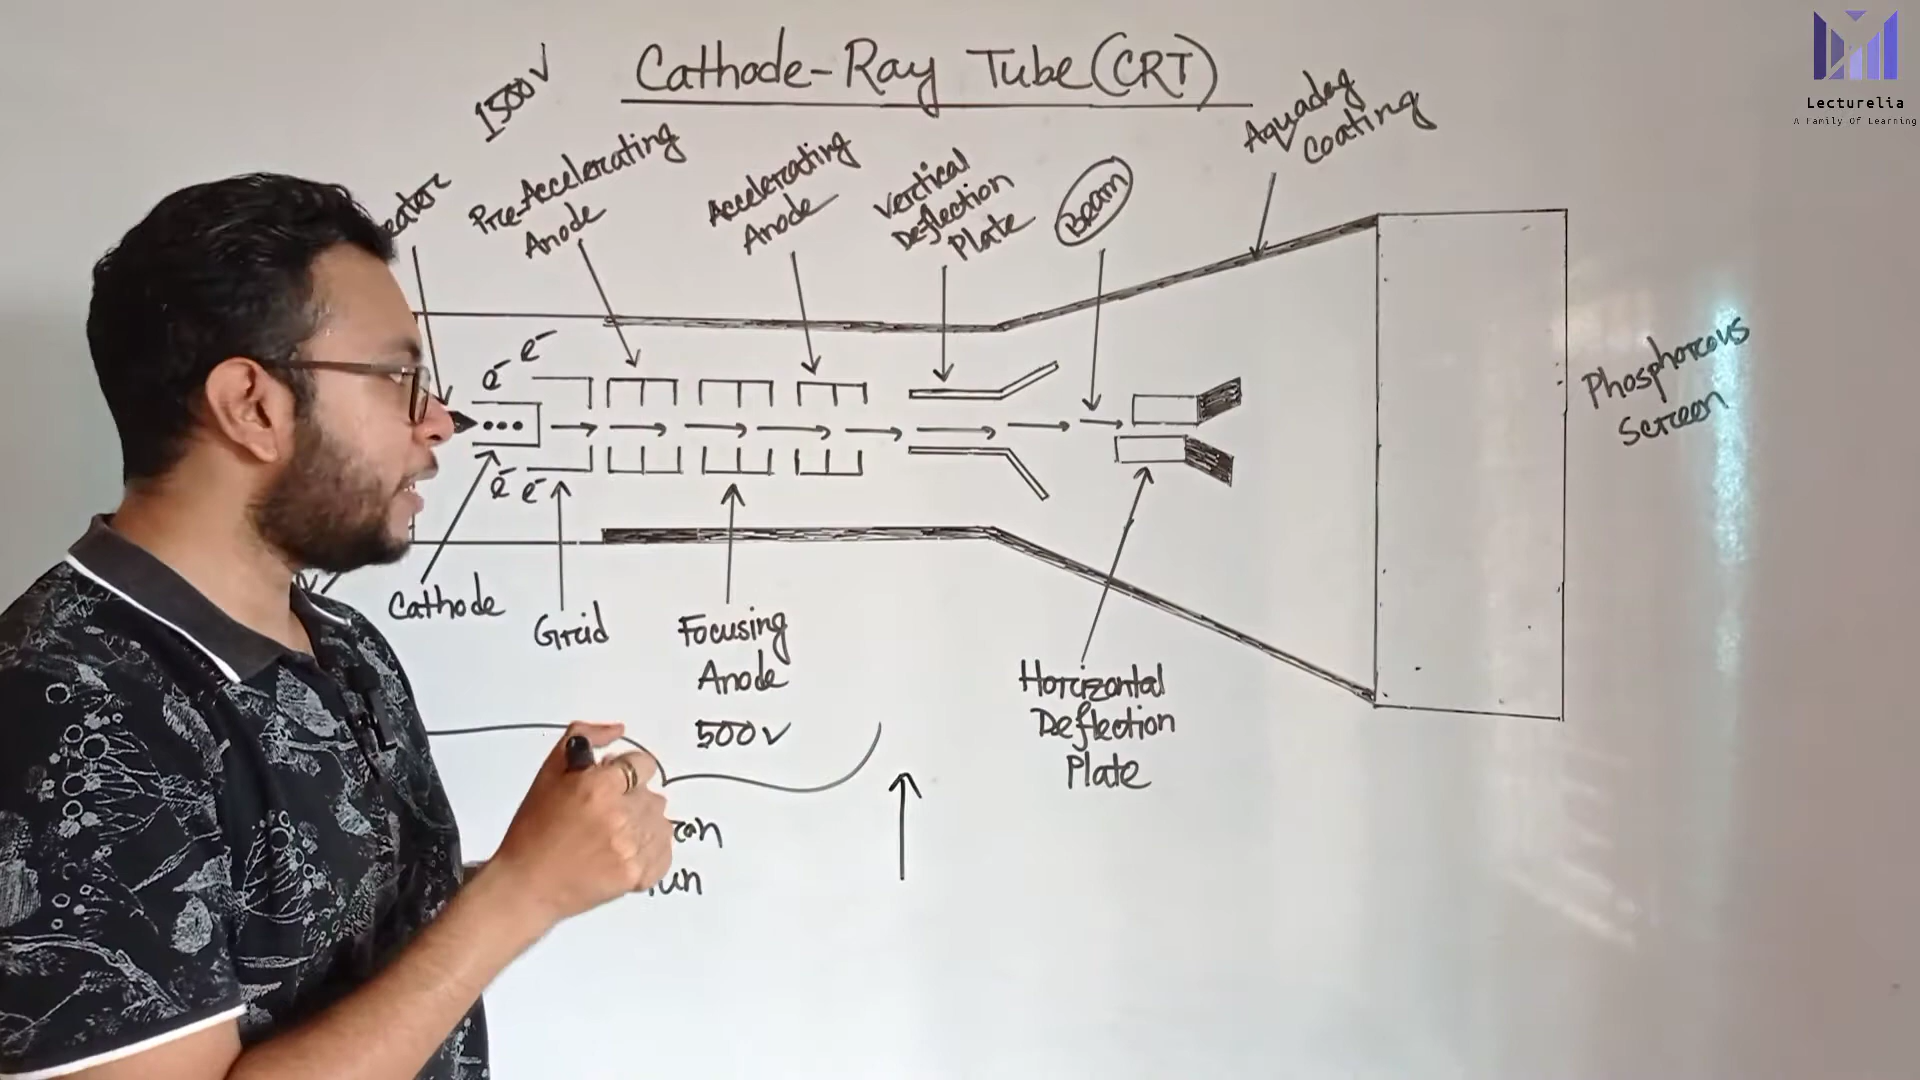 Cathode-Ray Tube (CRT)
Lecturelia
A Family Of Learning
1500V
Pre-Accelerating
Anode
Accelerating
Anode
Vertical
Deflection
Plate
Beam
Aquadag
Coating
e⁻ e⁻
e⁻ e⁻
Phosphorous
Screen
Cathode
Grid
Focusing
Anode
500V
Horizontal
Deflection
Plate